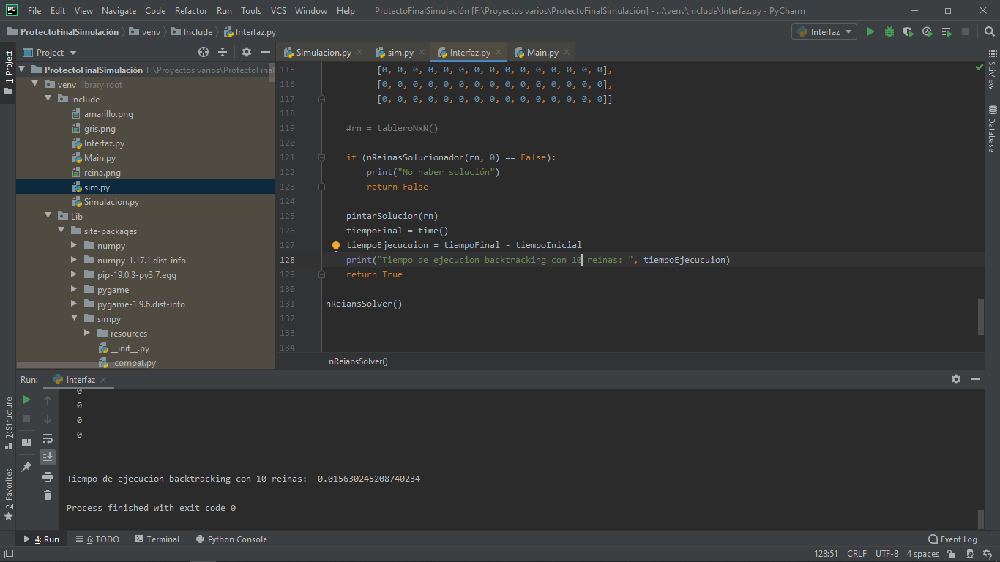 PC File Edit View Navigate Code Refactor Run Tools VCS Window Help ProtectoFinalSimulación [F:\Proyectos varios\ProtectoFinalSimulación] - ...\venv\Include\Interfaz.py - PyCharm
ProtectoFinalSimulación venv Include Interfaz.py Interfaz
1: Project
Project
Simulacion.py sim.py Interfaz.py Main.py
ProtectoFinalSimulación F:\Proyectos varios\ProtectoFinal
venv library root
Include
amarillo.png
gris.png
Interfaz.py
Main.py
reina.png
sim.py
Simulacion.py
Lib
site-packages
numpy
numpy-1.17.1.dist-info
pip-19.0.3-py3.7.egg
pygame
pygame-1.9.6.dist-info
simpy
resources
__init__.py
_compat.py
115 [0, 0, 0, 0, 0, 0, 0, 0, 0, 0, 0, 0, 0, 0, 0],
116 [0, 0, 0, 0, 0, 0, 0, 0, 0, 0, 0, 0, 0, 0, 0],
117 [0, 0, 0, 0, 0, 0, 0, 0, 0, 0, 0, 0, 0, 0, 0]]
118
119 #rn = tableroNxN()
120
121 if (nReinasSolucionador(rn, 0) == False):
122 print("No haber solución")
123 return False
124
125 pintarSolucion(rn)
126 tiempoFinal = time()
127 tiempoEjecucuion = tiempoFinal - tiempoInicial
128 print("Tiempo de ejecucion backtracking con 10 reinas: ", tiempoEjecucuion)
129 return True
130
131 nReiansSolver()
132
133
134
nReiansSolver()
SciView
Database
Run: Interfaz
0
0
0
0
Tiempo de ejecucion backtracking con 10 reinas:  0.015630245208740234
Process finished with exit code 0
7: Structure
2: Favorites
4: Run 6: TODO Terminal Python Console Event Log
128:51 CRLF UTF-8 4 spaces